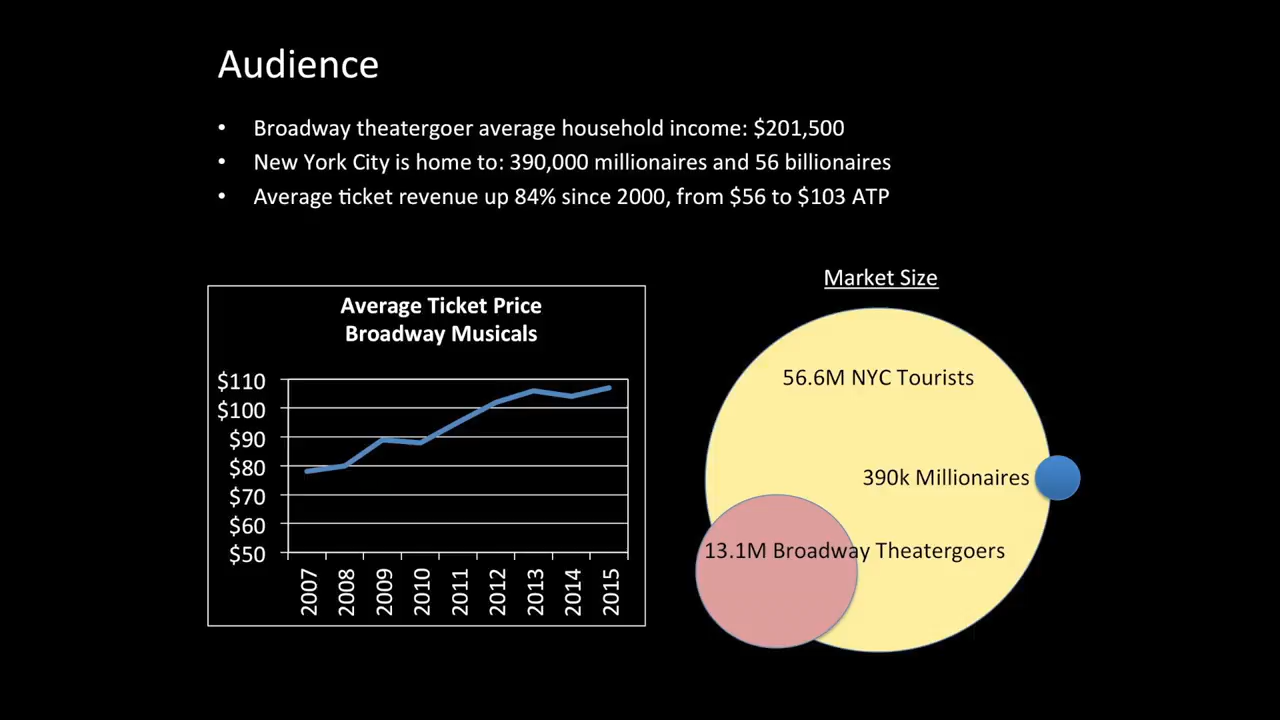 Audience
• Broadway theatergoer average household income: $201,500
• New York City is home to: 390,000 millionaires and 56 billionaires
• Average ticket revenue up 84% since 2000, from $56 to $103 ATP
Average Ticket Price
Broadway Musicals
$110
$100
$90
$80
$70
$60
$50
2007
2008
2009
2010
2011
2012
2013
2014
2015
Market Size
56.6M NYC Tourists
390k Millionaires
13.1M Broadway Theatergoers